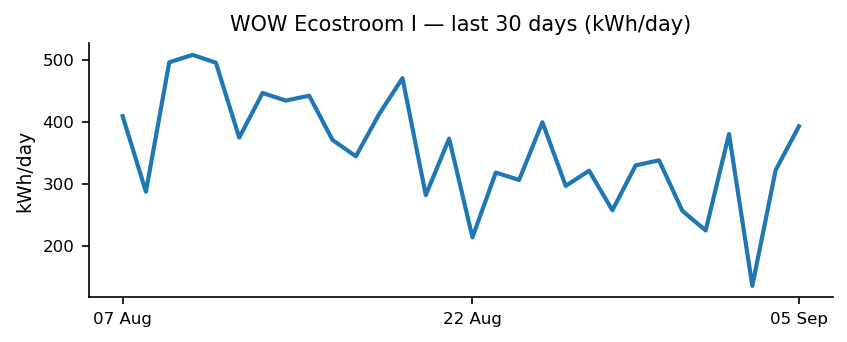 WOW Ecostroom I — last 30 days (kWh/day)
kWh/day
500
400
300
200
07 Aug
22 Aug
05 Sep